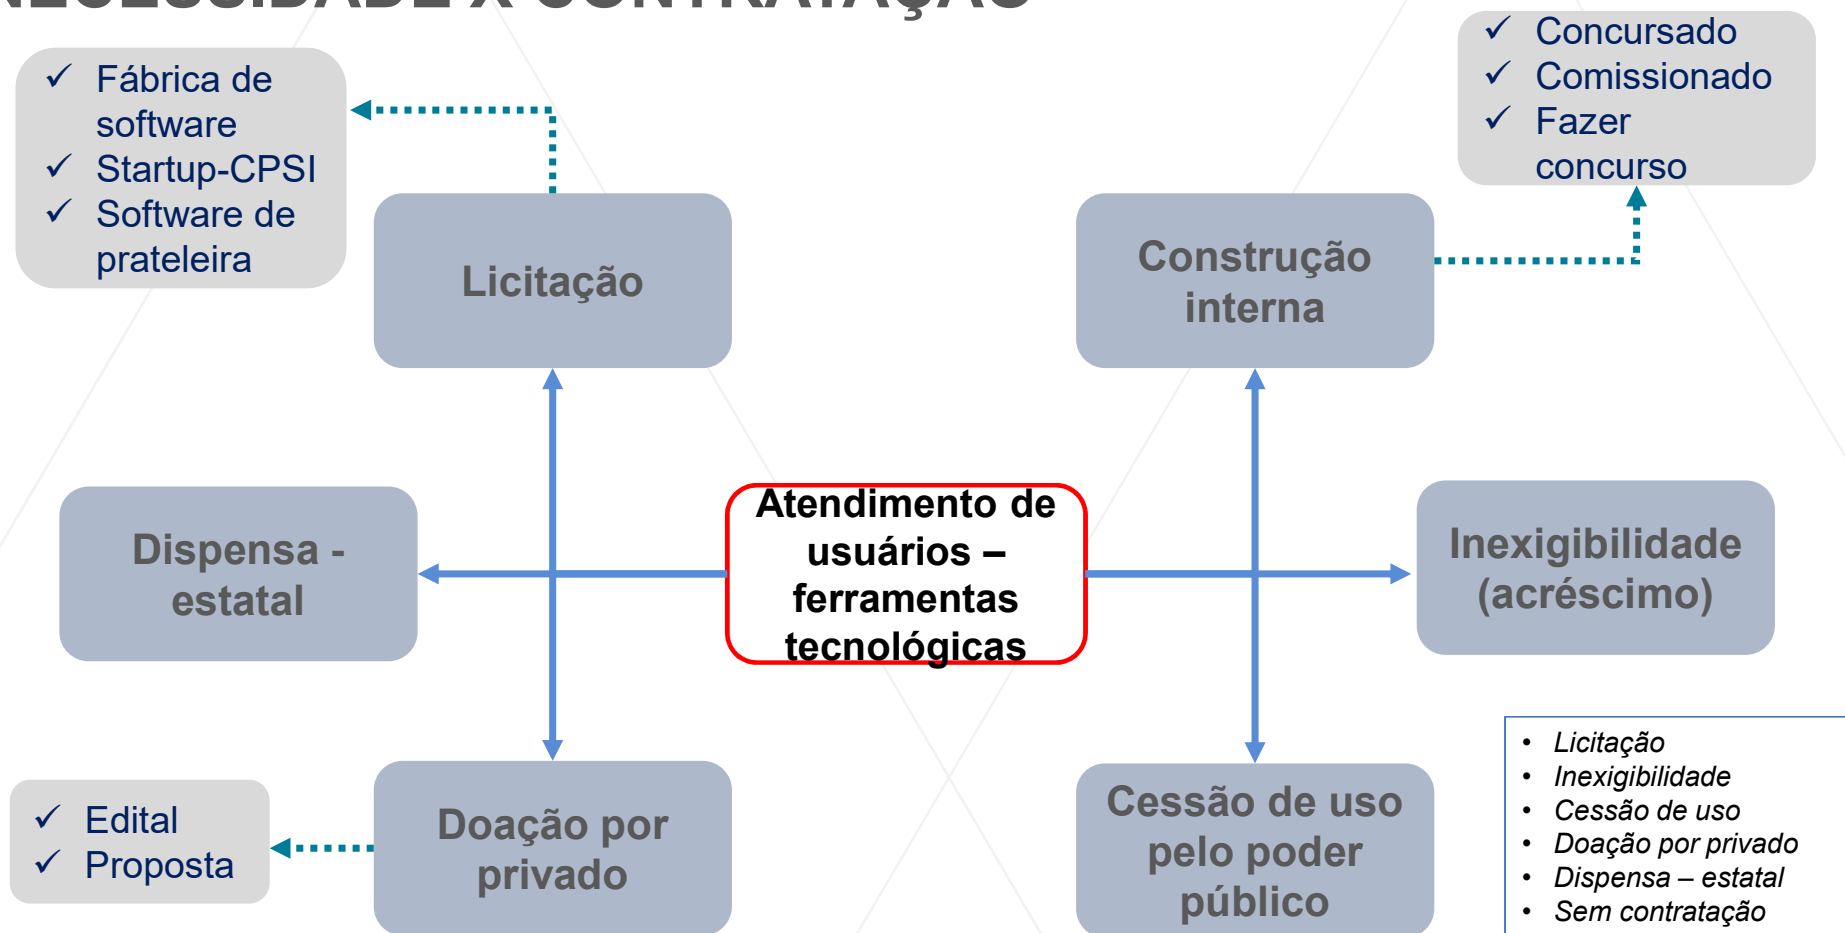 NECESSIDADE X CONTRATAÇÃO
✓ Fábrica de
software
✓ Startup-CPSI
✓ Software de
prateleira
Licitação
Construção
interna
✓ Concursado
✓ Comissionado
✓ Fazer
concurso
Dispensa -
estatal
Atendimento de
usuários –
ferramentas
tecnológicas
Inexigibilidade
(acréscimo)
✓ Edital
✓ Proposta
Doação por
privado
Cessão de uso
pelo poder
público
• Licitação
• Inexigibilidade
• Cessão de uso
• Doação por privado
• Dispensa – estatal
• Sem contratação